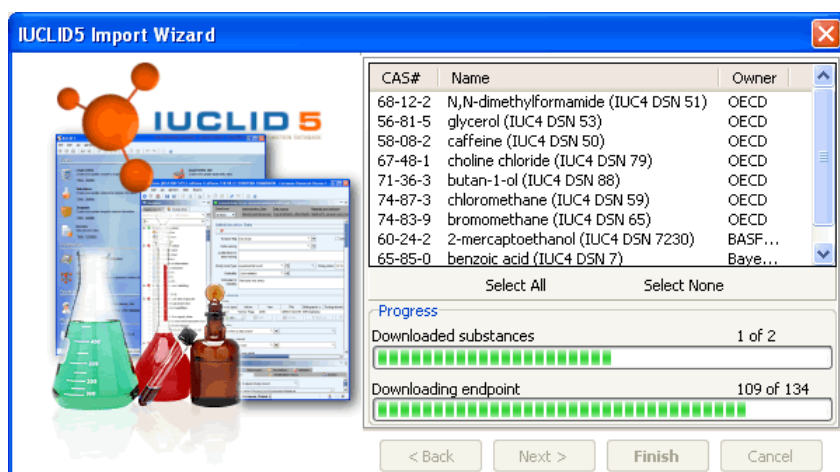 IUCLID5 Import Wizard
IUCLID 5
CAS# Name Owner
68-12-2 N,N-dimethylformamide (IUC4 DSN 51) OECD
56-81-5 glycerol (IUC4 DSN 53) OECD
58-08-2 caffeine (IUC4 DSN 50) OECD
67-48-1 choline chloride (IUC4 DSN 79) OECD
71-36-3 butan-1-ol (IUC4 DSN 88) OECD
74-87-3 chloromethane (IUC4 DSN 59) OECD
74-83-9 bromomethane (IUC4 DSN 65) OECD
60-24-2 2-mercaptoethanol (IUC4 DSN 7230) BASF...
65-85-0 benzoic acid (IUC4 DSN 7) Baye...
Select All Select None
Progress
Downloaded substances 1 of 2
Downloading endpoint 109 of 134
< Back Next > Finish Cancel